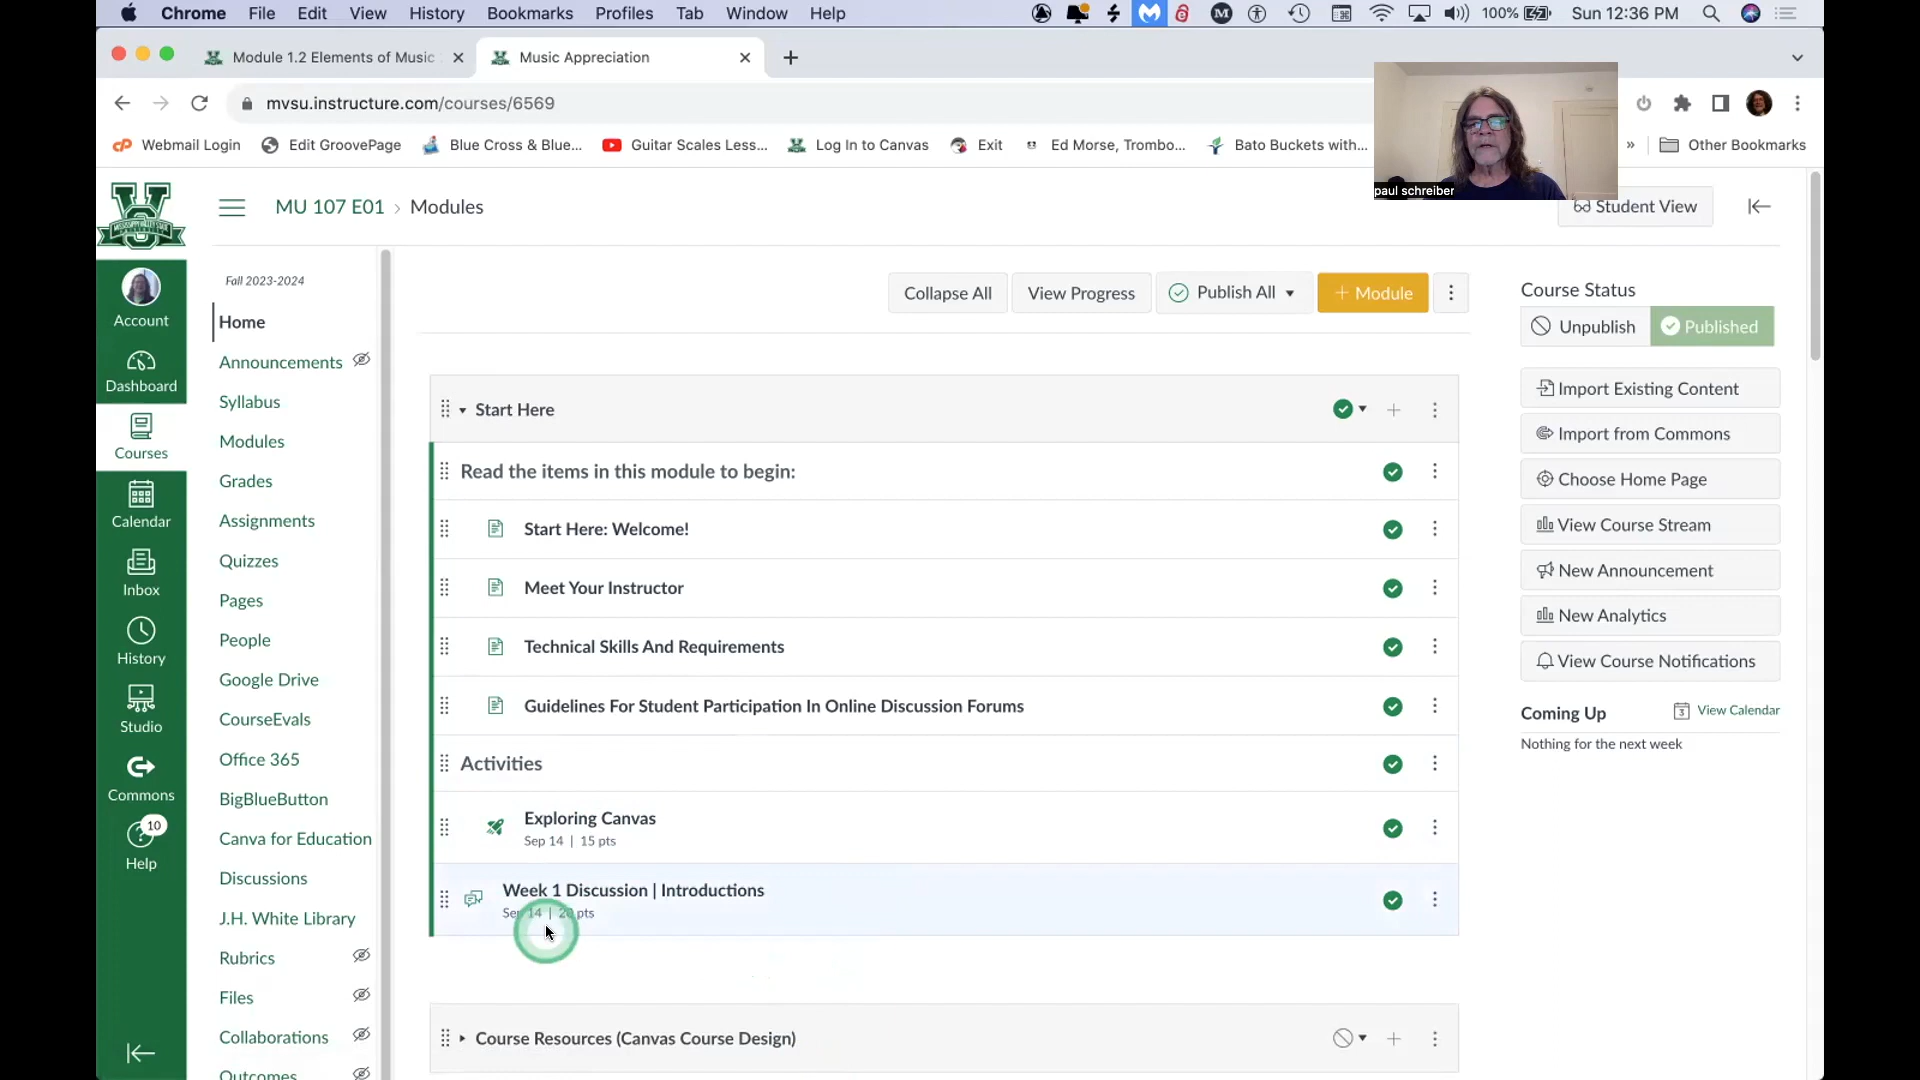 Chrome File Edit View History Bookmarks Profiles Tab Window Help 100% Sun 12:36 PM
Module 1.2 Elements of Music
Music Appreciation
mvsu.instructure.com/courses/6569
Webmail Login Edit GroovePage Blue Cross & Blue... Guitar Scales Less... Log In to Canvas Exit Ed Morse, Trombo... Bato Buckets with... » Other Bookmarks
paul schreiber
MU 107 E01 › Modules
Student View
Account
Dashboard
Courses
Calendar
Inbox
History
Studio
Commons
10
Help
Fall 2023-2024
Home
Announcements
Syllabus
Modules
Grades
Assignments
Quizzes
Pages
People
Google Drive
CourseEvals
Office 365
BigBlueButton
Canva for Education
Discussions
J.H. White Library
Rubrics
Files
Collaborations
Outcomes
Collapse All View Progress Publish All + Module
Start Here
Read the items in this module to begin:
Start Here: Welcome!
Meet Your Instructor
Technical Skills And Requirements
Guidelines For Student Participation In Online Discussion Forums
Activities
Exploring Canvas
Sep 14 | 15 pts
Week 1 Discussion | Introductions
Sep 14 | 20 pts
Course Resources (Canvas Course Design)
Course Status
Unpublish Published
Import Existing Content
Import from Commons
Choose Home Page
View Course Stream
New Announcement
New Analytics
View Course Notifications
Coming Up 3 View Calendar
Nothing for the next week